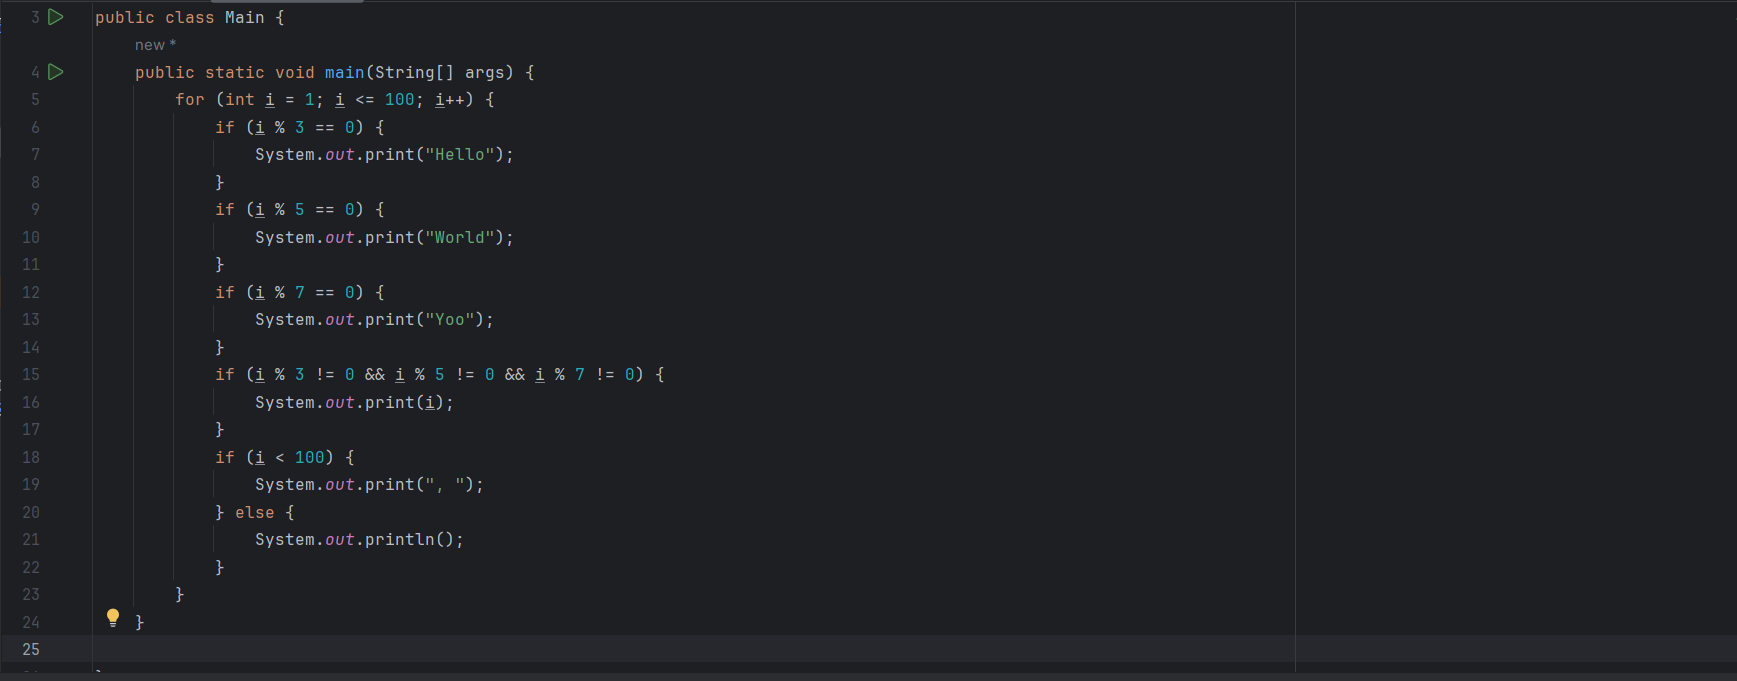 3 public class Main {
new *
4 public static void main(String[] args) {
5 for (int i = 1; i <= 100; i++) {
6 if (i % 3 == 0) {
7 System.out.print("Hello");
8 }
9 if (i % 5 == 0) {
10 System.out.print("World");
11 }
12 if (i % 7 == 0) {
13 System.out.print("Yoo");
14 }
15 if (i % 3 != 0 && i % 5 != 0 && i % 7 != 0) {
16 System.out.print(i);
17 }
18 if (i < 100) {
19 System.out.print(", ");
20 } else {
21 System.out.println();
22 }
23 }
24 }
25